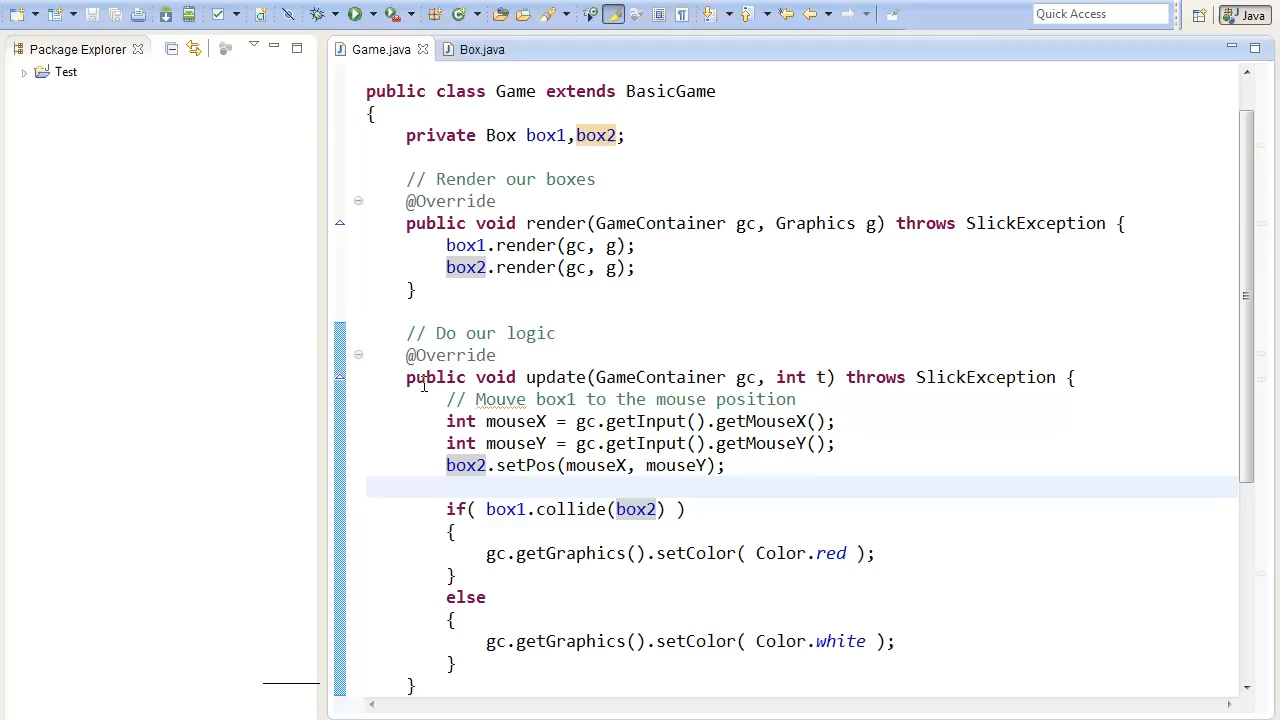 Quick Access
Java
Package Explorer
Game.java
Box.java
Test
public class Game extends BasicGame
{
private Box box1,box2;
// Render our boxes
@Override
public void render(GameContainer gc, Graphics g) throws SlickException {
box1.render(gc, g);
box2.render(gc, g);
}
// Do our logic
@Override
public void update(GameContainer gc, int t) throws SlickException {
// Mouve box1 to the mouse position
int mouseX = gc.getInput().getMouseX();
int mouseY = gc.getInput().getMouseY();
box2.setPos(mouseX, mouseY);
if( box1.collide(box2) )
{
gc.getGraphics().setColor( Color.red );
}
else
{
gc.getGraphics().setColor( Color.white );
}
}